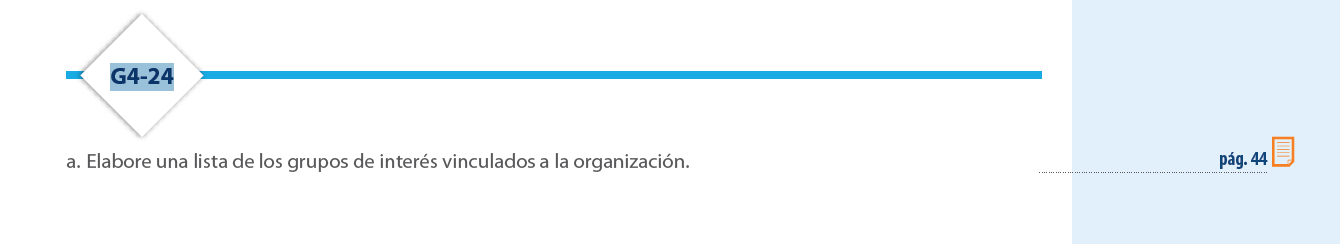 G4-24
a. Elabore una lista de los grupos de interés vinculados a la organización.
pág. 44